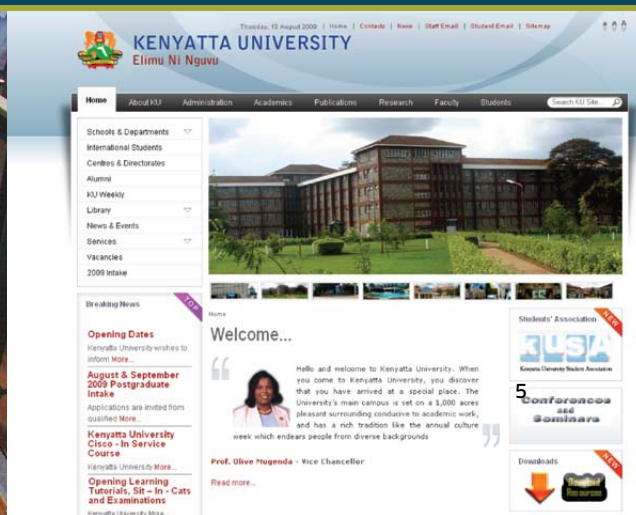 Thursday, 13 August 2009 | Home | Contacts | News | Staff Email | Student Email | Sitemap
KENYATTA UNIVERSITY
Elimu Ni Nguvu
Home About KU Administration Academics Publications Research Faculty Students Search KU Site...
Schools & Departments
International Students
Centres & Directorates
Alumni
KU Weekly
Library
News & Events
Services
Vacancies
2009 Intake
Breaking News
TOP
Opening Dates
Kenyatta University wishes to
inform More...
August & September
2009 Postgraduate
Intake
Applications are invited from
qualified More...
Kenyatta University
Cisco - In Service
Course
Kenyatta University More...
Opening Learning
Tutorials, Sit – In - Cats
and Examinations
Kenyatta University More...
Home
Welcome...
Hello and welcome to Kenyatta University. When
you come to Kenyatta University, you discover
that you have arrived at a special place. The
University's main campus is set on a 1,000 acres
pleasant surrounding conducive to academic work,
and has a rich tradition like the annual culture
week which endears people from diverse backgrounds
Prof. Olive Mugenda - Vice Chancellor
Read more...
Students' Association
NEW
KUSA
Kenyatta University Student Association
5
Conferences
and
Seminars
Downloads
NEW
Download
Resources